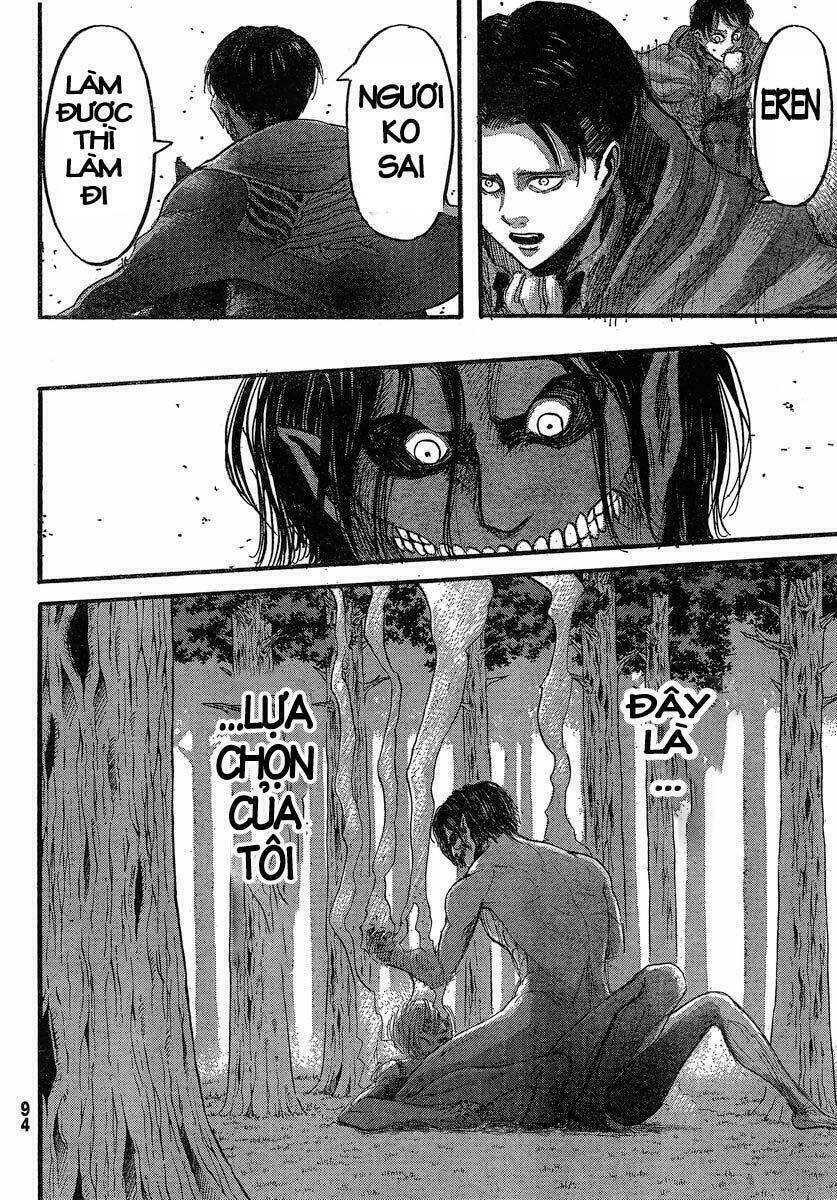 EREN
NGƯƠI
KO
SAI
LÀM
ĐƯỢC
THÌ
LÀM
ĐI
ĐÂY
LÀ
...
...LỰA
CHỌN
CỦA
TÔI
94